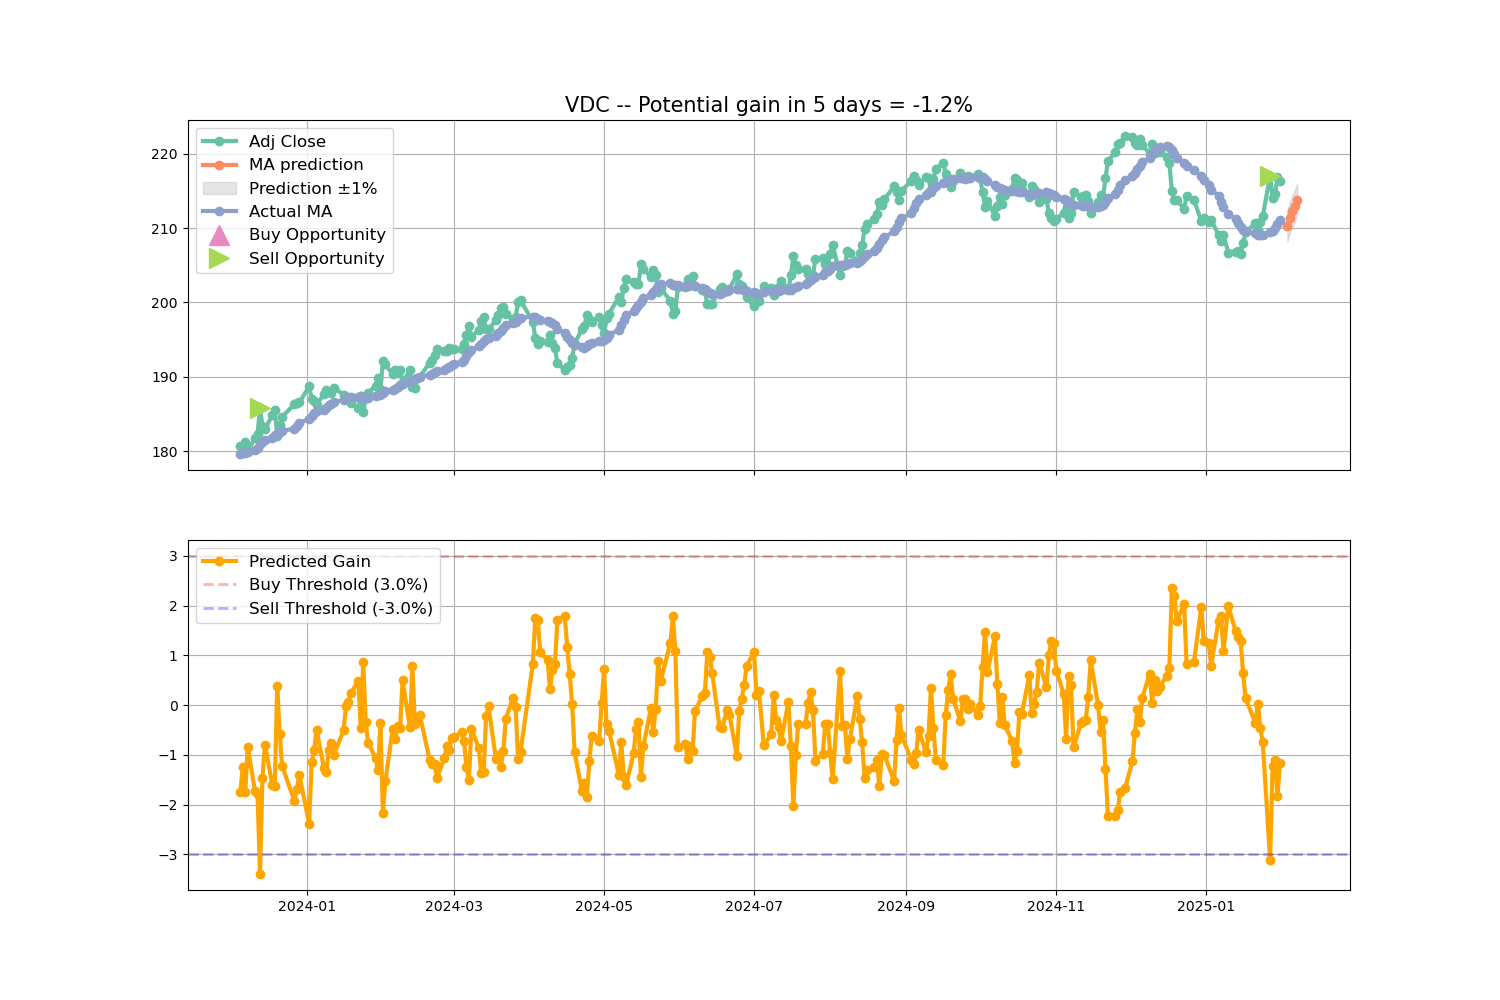 VDC -- Potential gain in 5 days = -1.2%
Adj Close
MA prediction
Prediction ±1%
Actual MA
Buy Opportunity
Sell Opportunity
220
210
200
190
180
Predicted Gain
Buy Threshold (3.0%)
Sell Threshold (-3.0%)
3
2
1
0
−1
−2
−3
2024-01 2024-03 2024-05 2024-07 2024-09 2024-11 2025-01